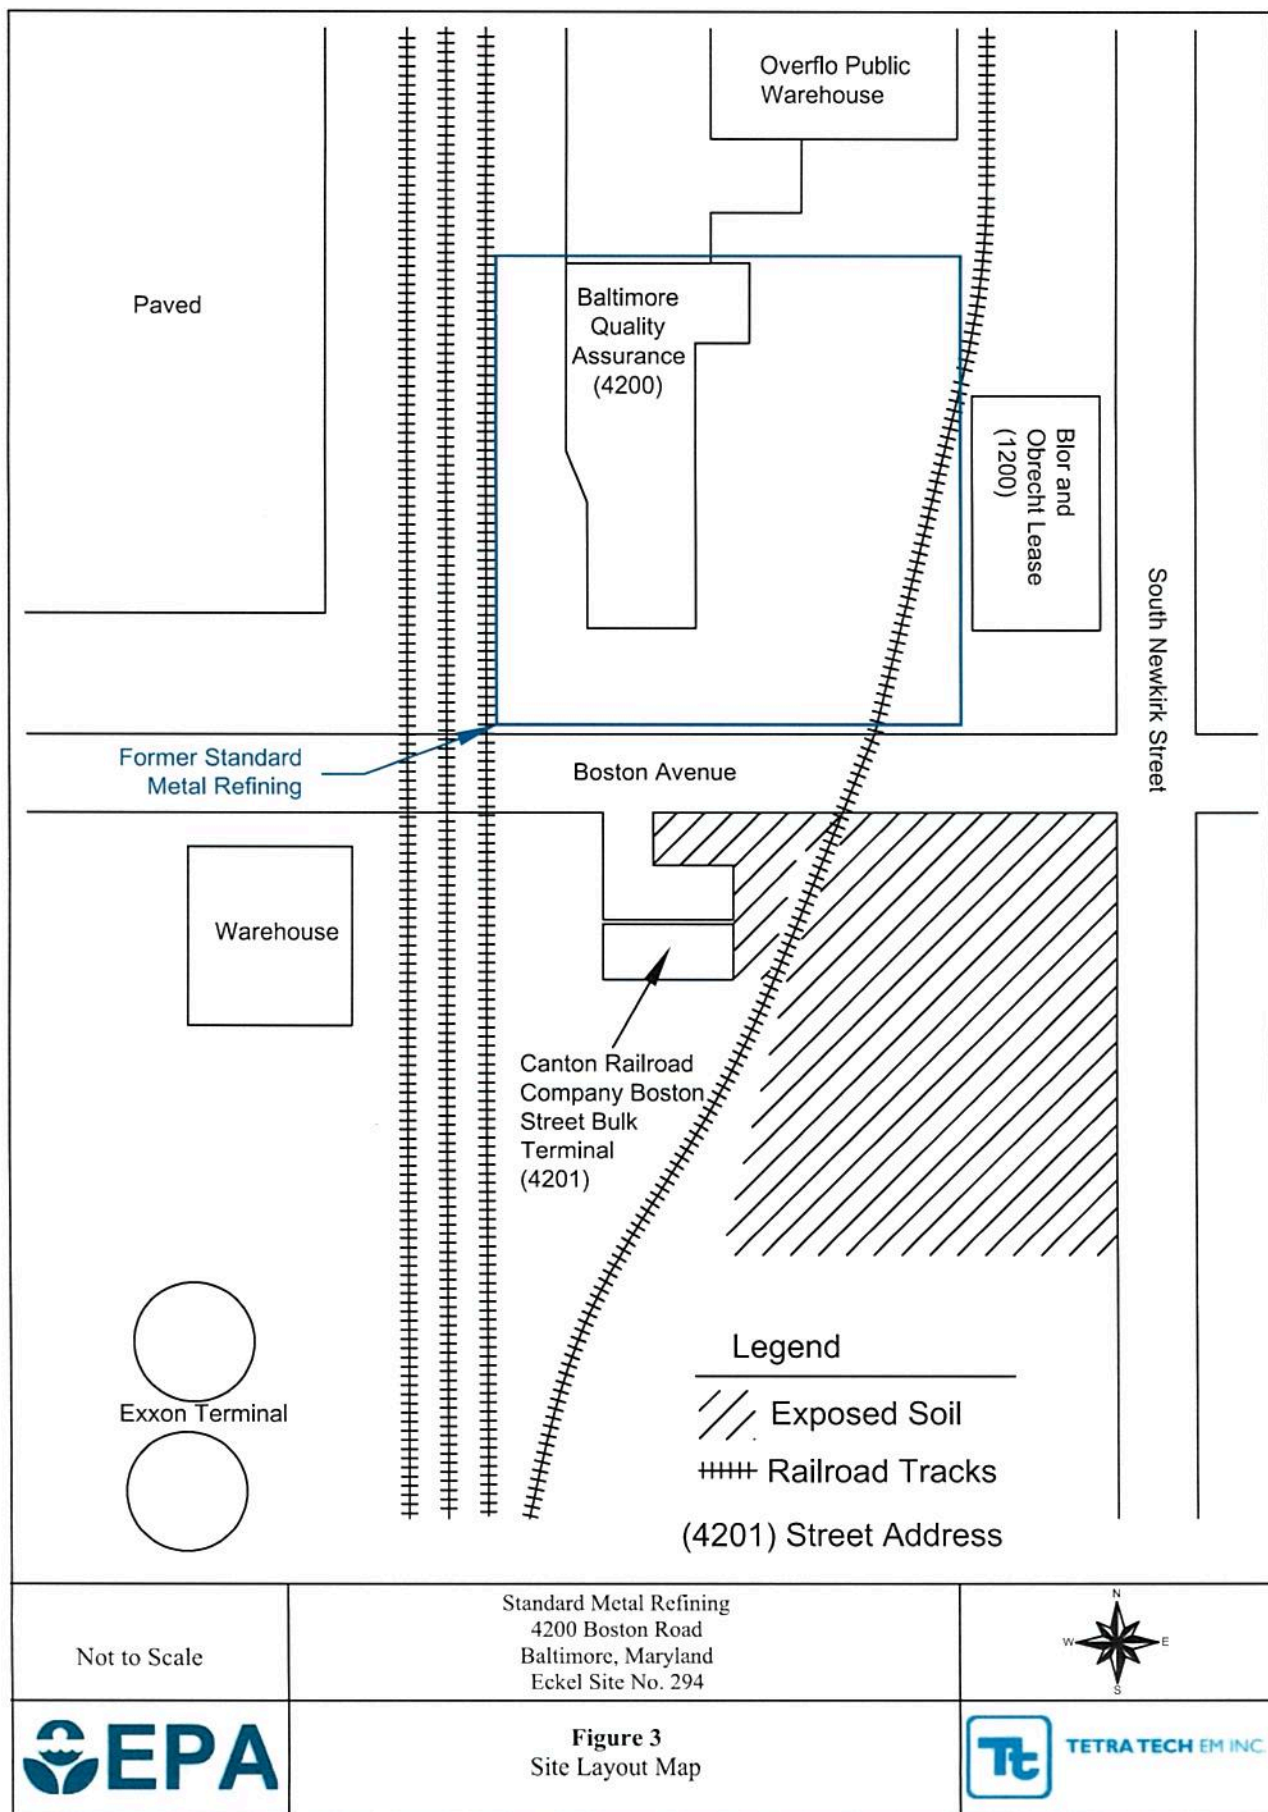 Overflo Public
Warehouse
Paved
Baltimore
Quality
Assurance
(4200)
Blor and
Obrecht Lease
(1200)
South Newkirk Street
Former Standard
Metal Refining
Boston Avenue
Warehouse
Canton Railroad
Company Boston
Street Bulk
Terminal
(4201)
Exxon Terminal
Legend
Exposed Soil
Railroad Tracks
(4201) Street Address
Not to Scale
Standard Metal Refining
4200 Boston Road
Baltimore, Maryland
Eckel Site No. 294
N
W
E
S
EPA
Figure 3
Site Layout Map
Tt
TETRA TECH EM INC.